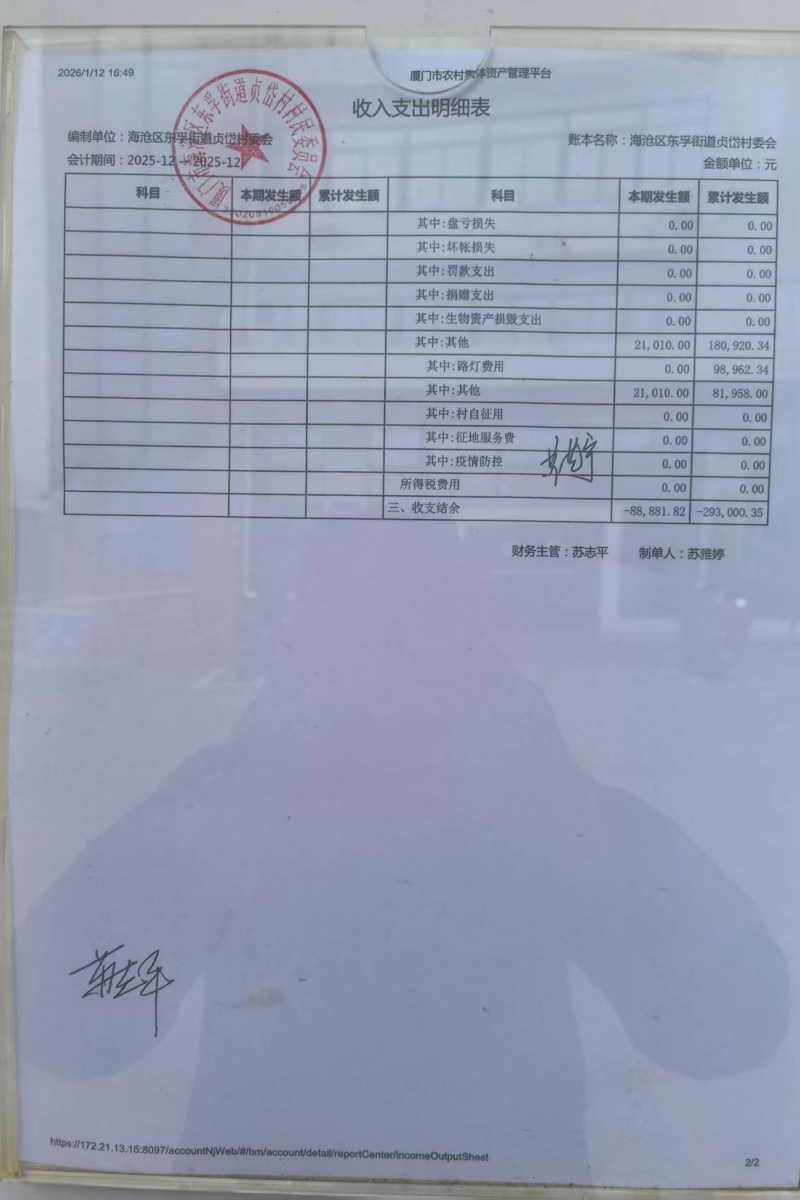 2026/1/12 16:49
厦门市农村集体资产管理平台
收入支出明细表
编制单位：海沧区东孚街道贞岱村委会 账本名称：海沧区东孚街道贞岱村委会
会计期间：2025-12 -- 2025-12 金额单位：元
科目 本期发生额 累计发生额 科目 本期发生额 累计发生额
其中:盘亏损失 0.00 0.00
其中:坏帐损失 0.00 0.00
其中:罚款支出 0.00 0.00
其中:捐赠支出 0.00 0.00
其中:生物资产损毁支出 0.00 0.00
其中:其他 21,010.00 180,920.34
其中:路灯费用 0.00 98,962.34
其中:其他 21,010.00 81,958.00
其中:村自征用 0.00 0.00
其中:征地服务费 0.00 0.00
其中:疫情防控 0.00 0.00
所得税费用 0.00 0.00
三、收支结余 -88,881.82 -293,000.35
财务主管：苏志平 制单人：苏雅婷
https://172.21.13.15:8097/accountNjWeb/#/bm/account/detail/reportCenter/incomeOutputSheet
2/2